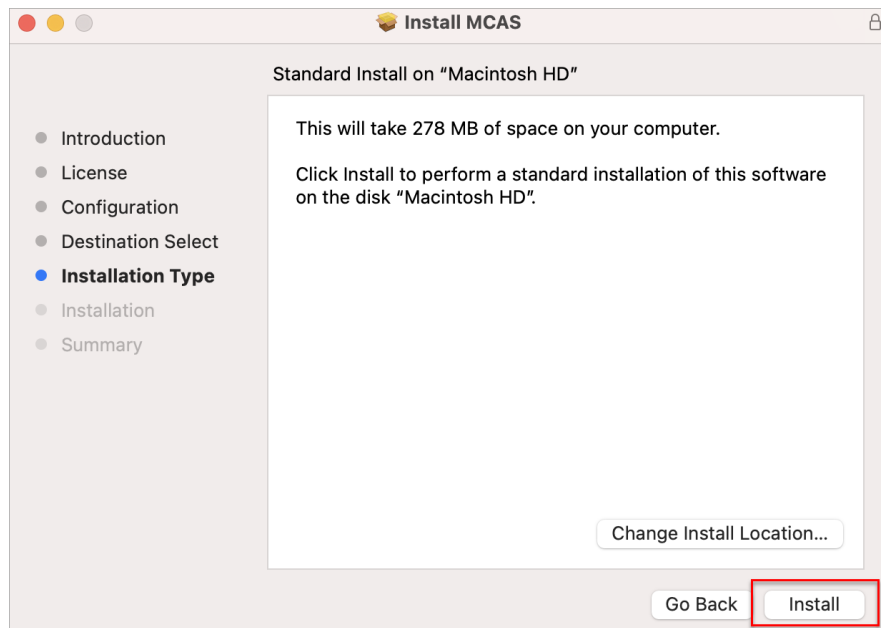 Install MCAS
Standard Install on “Macintosh HD”
Introduction
License
Configuration
Destination Select
Installation Type
Installation
Summary
This will take 278 MB of space on your computer.
Click Install to perform a standard installation of this software
on the disk “Macintosh HD”.
Change Install Location...
Go Back
Install